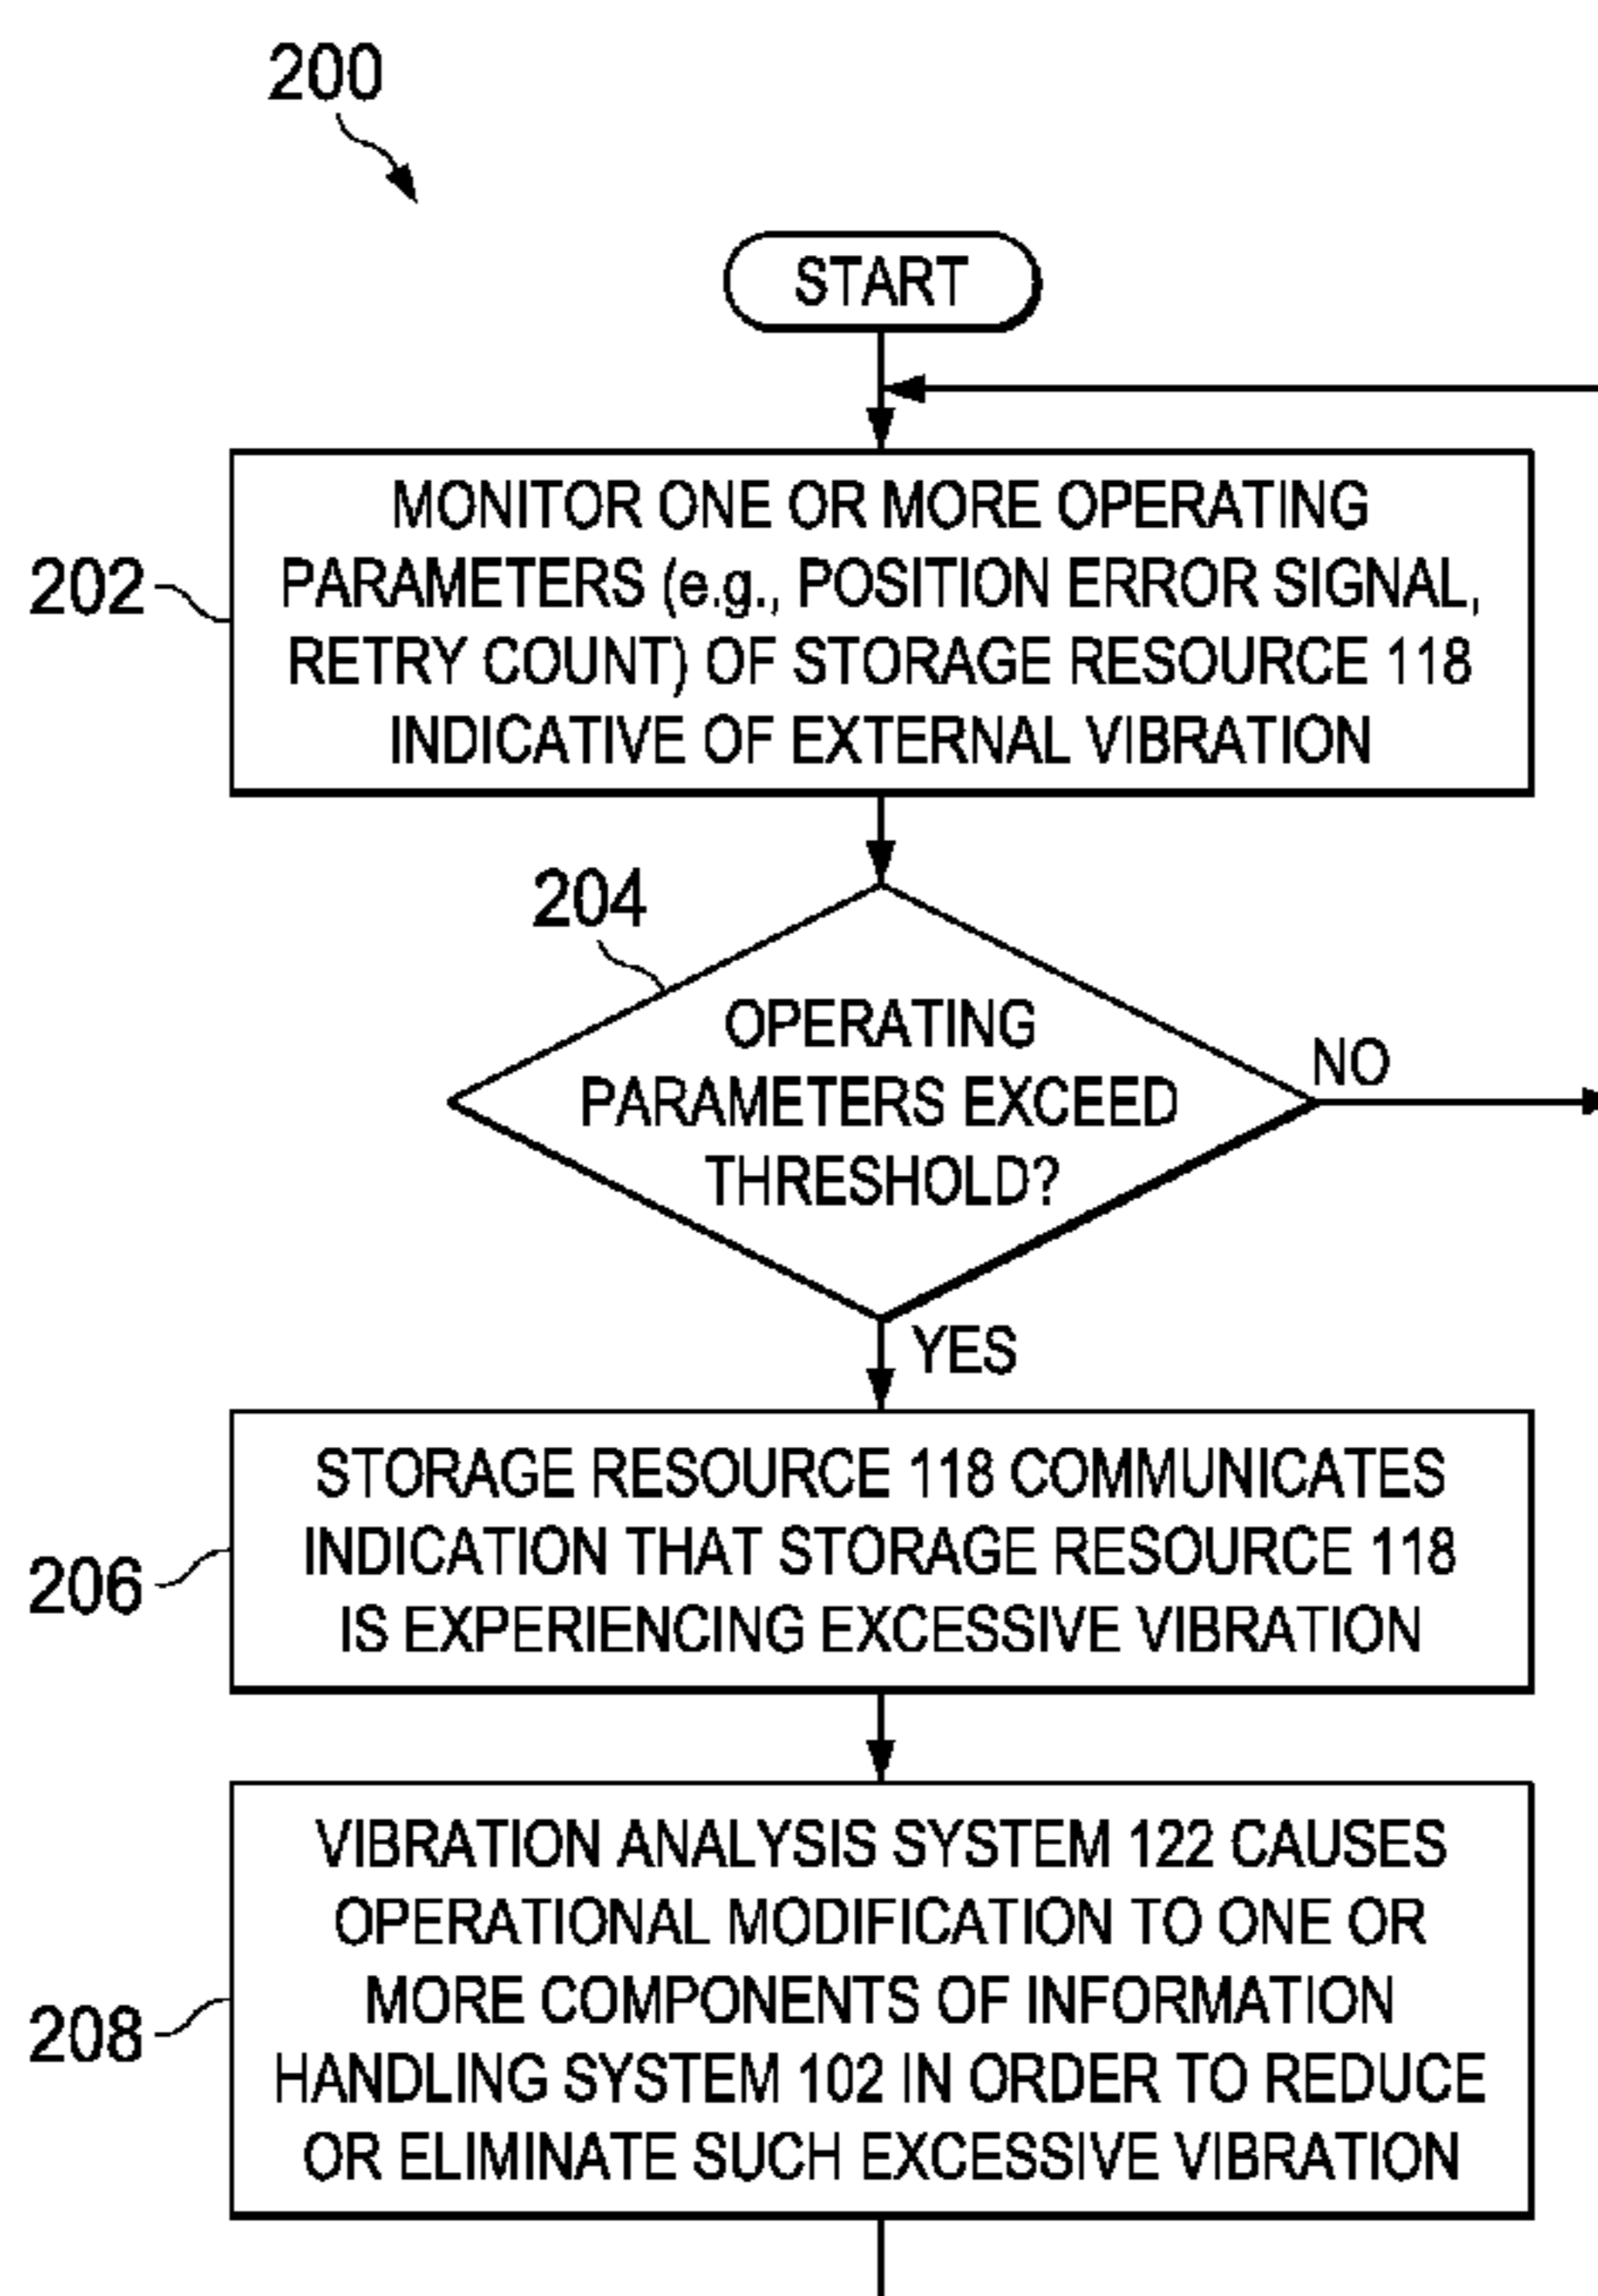 200
START
MONITOR ONE OR MORE OPERATING
PARAMETERS (e.g., POSITION ERROR SIGNAL,
RETRY COUNT) OF STORAGE RESOURCE 118
INDICATIVE OF EXTERNAL VIBRATION
202
204
OPERATING
PARAMETERS EXCEED
THRESHOLD?
NO
YES
STORAGE RESOURCE 118 COMMUNICATES
INDICATION THAT STORAGE RESOURCE 118
IS EXPERIENCING EXCESSIVE VIBRATION
206
VIBRATION ANALYSIS SYSTEM 122 CAUSES
OPERATIONAL MODIFICATION TO ONE OR
MORE COMPONENTS OF INFORMATION
HANDLING SYSTEM 102 IN ORDER TO REDUCE
OR ELIMINATE SUCH EXCESSIVE VIBRATION
208